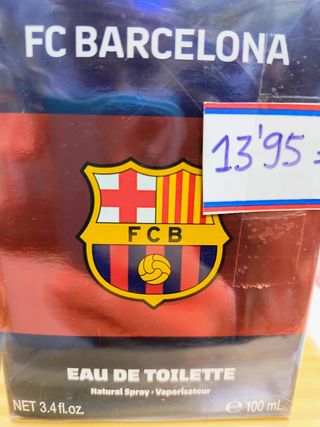 FC BARCELONA
13'95
FCB
EAU DE TOILETTE
Natural Spray · Vaporisateur
NET 3.4 fl.oz.
℮ 100 mL